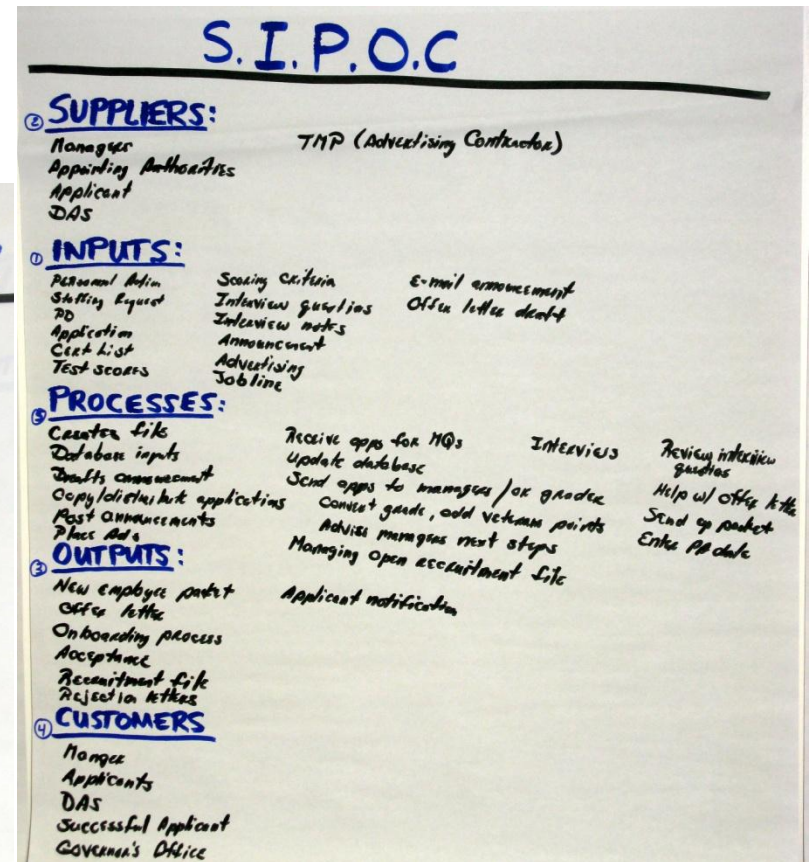 S.I.P.O.C
② SUPPLIERS:
Managers
Appointing Authorities
Applicant
DAS
TMP (Advertising Contractor)
① INPUTS:
Personnel Action
Staffing Request
PD
Application
Cert List
Test scores
Scoring Criteria
Interview questions
Interview notes
Announcement
Advertising
Jobline
E-mail announcement
Offer letter draft
⑤ PROCESSES:
Creates file
Database inputs
Drafts announcement
Copy/distribute applications
Post announcements
Place Ads
Receive apps for MQs
Update database
Send apps to managers/or grader
Convert grade, add veterans points
Advise managers next steps
Managing open recruitment file
Interviews
Review interview
questions
Help w/ offer letter
Send up packet
Enter PA date
③ OUTPUTS:
New employee packet
Offer letter
Onboarding process
Acceptance
Recruitment file
Rejection letters
Applicant notification
④ CUSTOMERS
Manger
Applicants
DAS
Successful Applicant
Governor's Office